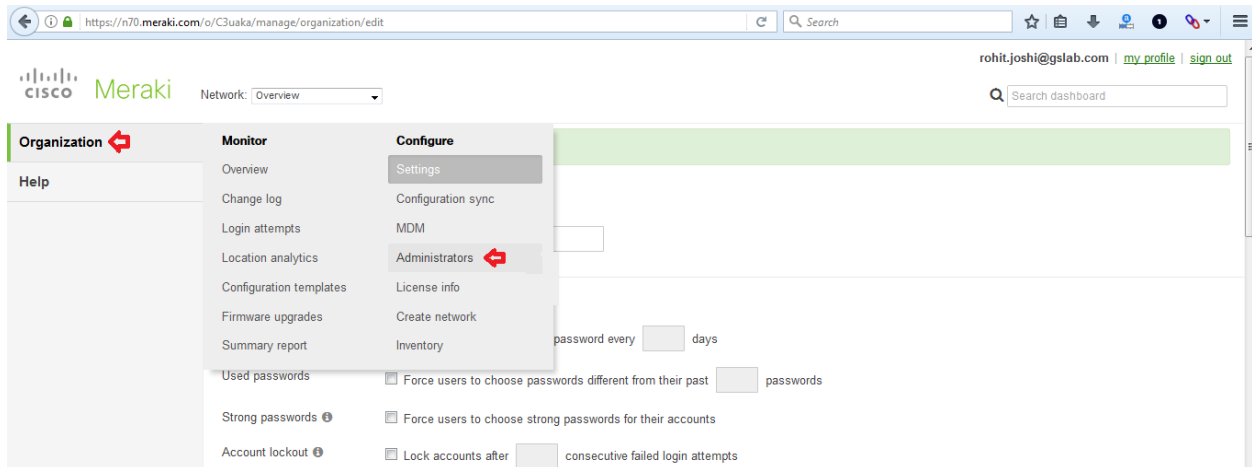 https://n70.meraki.com/o/C3uaka/manage/organization/edit
Search
rohit.joshi@gslab.com | my profile | sign out
CISCO Meraki
Network: Overview
Search dashboard
Organization
Help
Monitor
Overview
Change log
Login attempts
Location analytics
Configuration templates
Firmware upgrades
Summary report
Configure
Settings
Configuration sync
MDM
Administrators
License info
Create network
Inventory
password every days
Used passwords Force users to choose passwords different from their past passwords
Strong passwords Force users to choose strong passwords for their accounts
Account lockout Lock accounts after consecutive failed login attempts